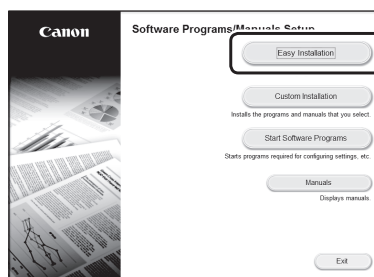 Canon
Software Programs/Manuals Setup
Easy Installation
Custom Installation
Installs the programs and manuals that you select.
Start Software Programs
Starts programs required for configuring settings, etc.
Manuals
Displays manuals.
Exit